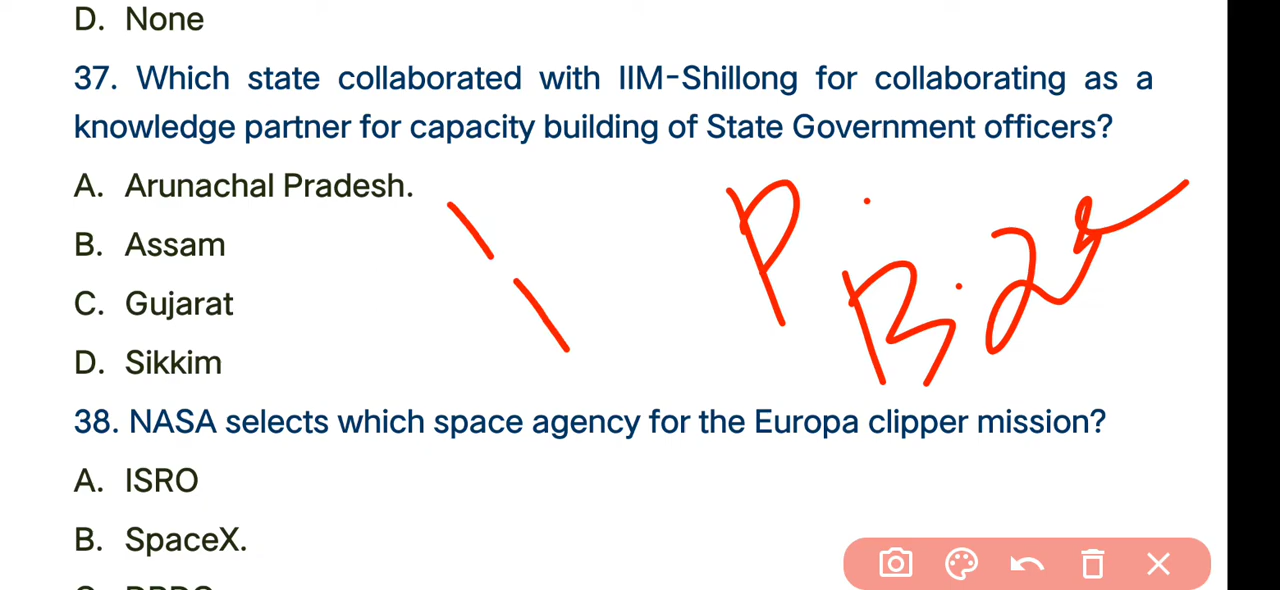 D. None
37. Which state collaborated with IIM-Shillong for collaborating as a
knowledge partner for capacity building of State Government officers?
A. Arunachal Pradesh.
B. Assam
C. Gujarat
D. Sikkim
38. NASA selects which space agency for the Europa clipper mission?
A. ISRO
B. SpaceX.